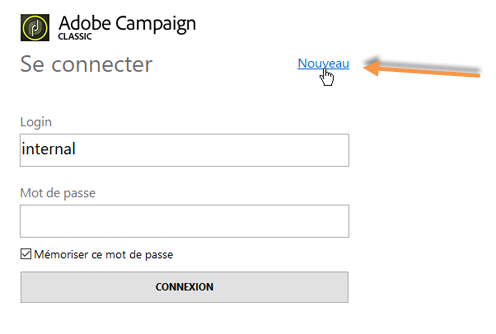 Adobe Campaign
CLASSIC
Se connecter
Nouveau
Login
internal
Mot de passe
Mémoriser ce mot de passe
CONNEXION